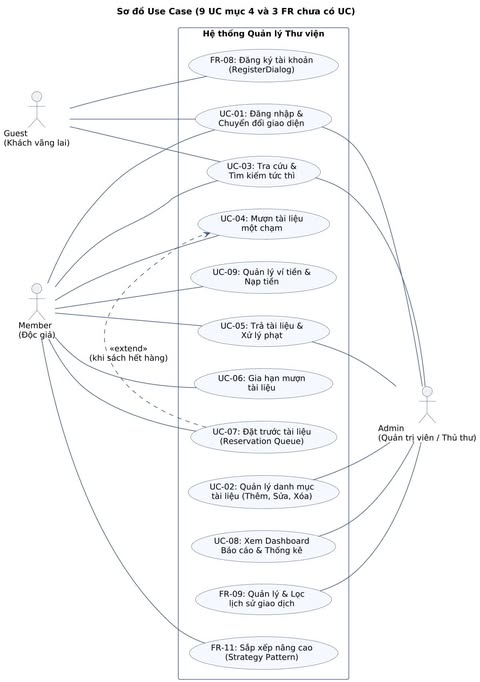 Sơ đồ Use Case (9 UC mục 4 và 3 FR chưa có UC)
Hệ thống Quản lý Thư viện
FR-08: Đăng ký tài khoản
(RegisterDialog)
UC-01: Đăng nhập &
Chuyển đổi giao diện
Guest
(Khách vãng lai)
UC-03: Tra cứu &
Tìm kiếm tức thì
UC-04: Mượn tài liệu
một chạm
UC-09: Quản lý ví tiền &
Nạp tiền
Member
(Độc giả)
UC-05: Trả tài liệu &
Xử lý phạt
«extend»
(khi sách hết hàng)
UC-06: Gia hạn mượn
tài liệu
Admin
(Quản trị viên / Thủ thư)
UC-07: Đặt trước tài liệu
(Reservation Queue)
UC-02: Quản lý danh mục
tài liệu (Thêm, Sửa, Xóa)
UC-08: Xem Dashboard
Báo cáo & Thống kê
FR-09: Quản lý & Lọc
lịch sử giao dịch
FR-11: Sắp xếp nâng cao
(Strategy Pattern)